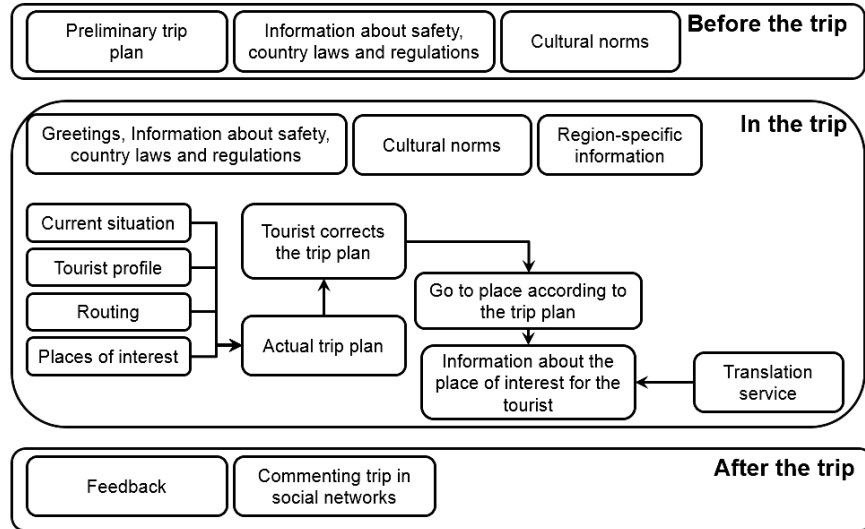 Before the trip
Preliminary trip
plan
Information about safety,
country laws and regulations
Cultural norms
In the trip
Greetings, Information about safety,
country laws and regulations
Cultural norms
Region-specific
information
Current situation
Tourist profile
Routing
Places of interest
Tourist corrects
the trip plan
Actual trip plan
Go to place according to
the trip plan
Information about the
place of interest for the
tourist
Translation
service
After the trip
Feedback
Commenting trip in
social networks